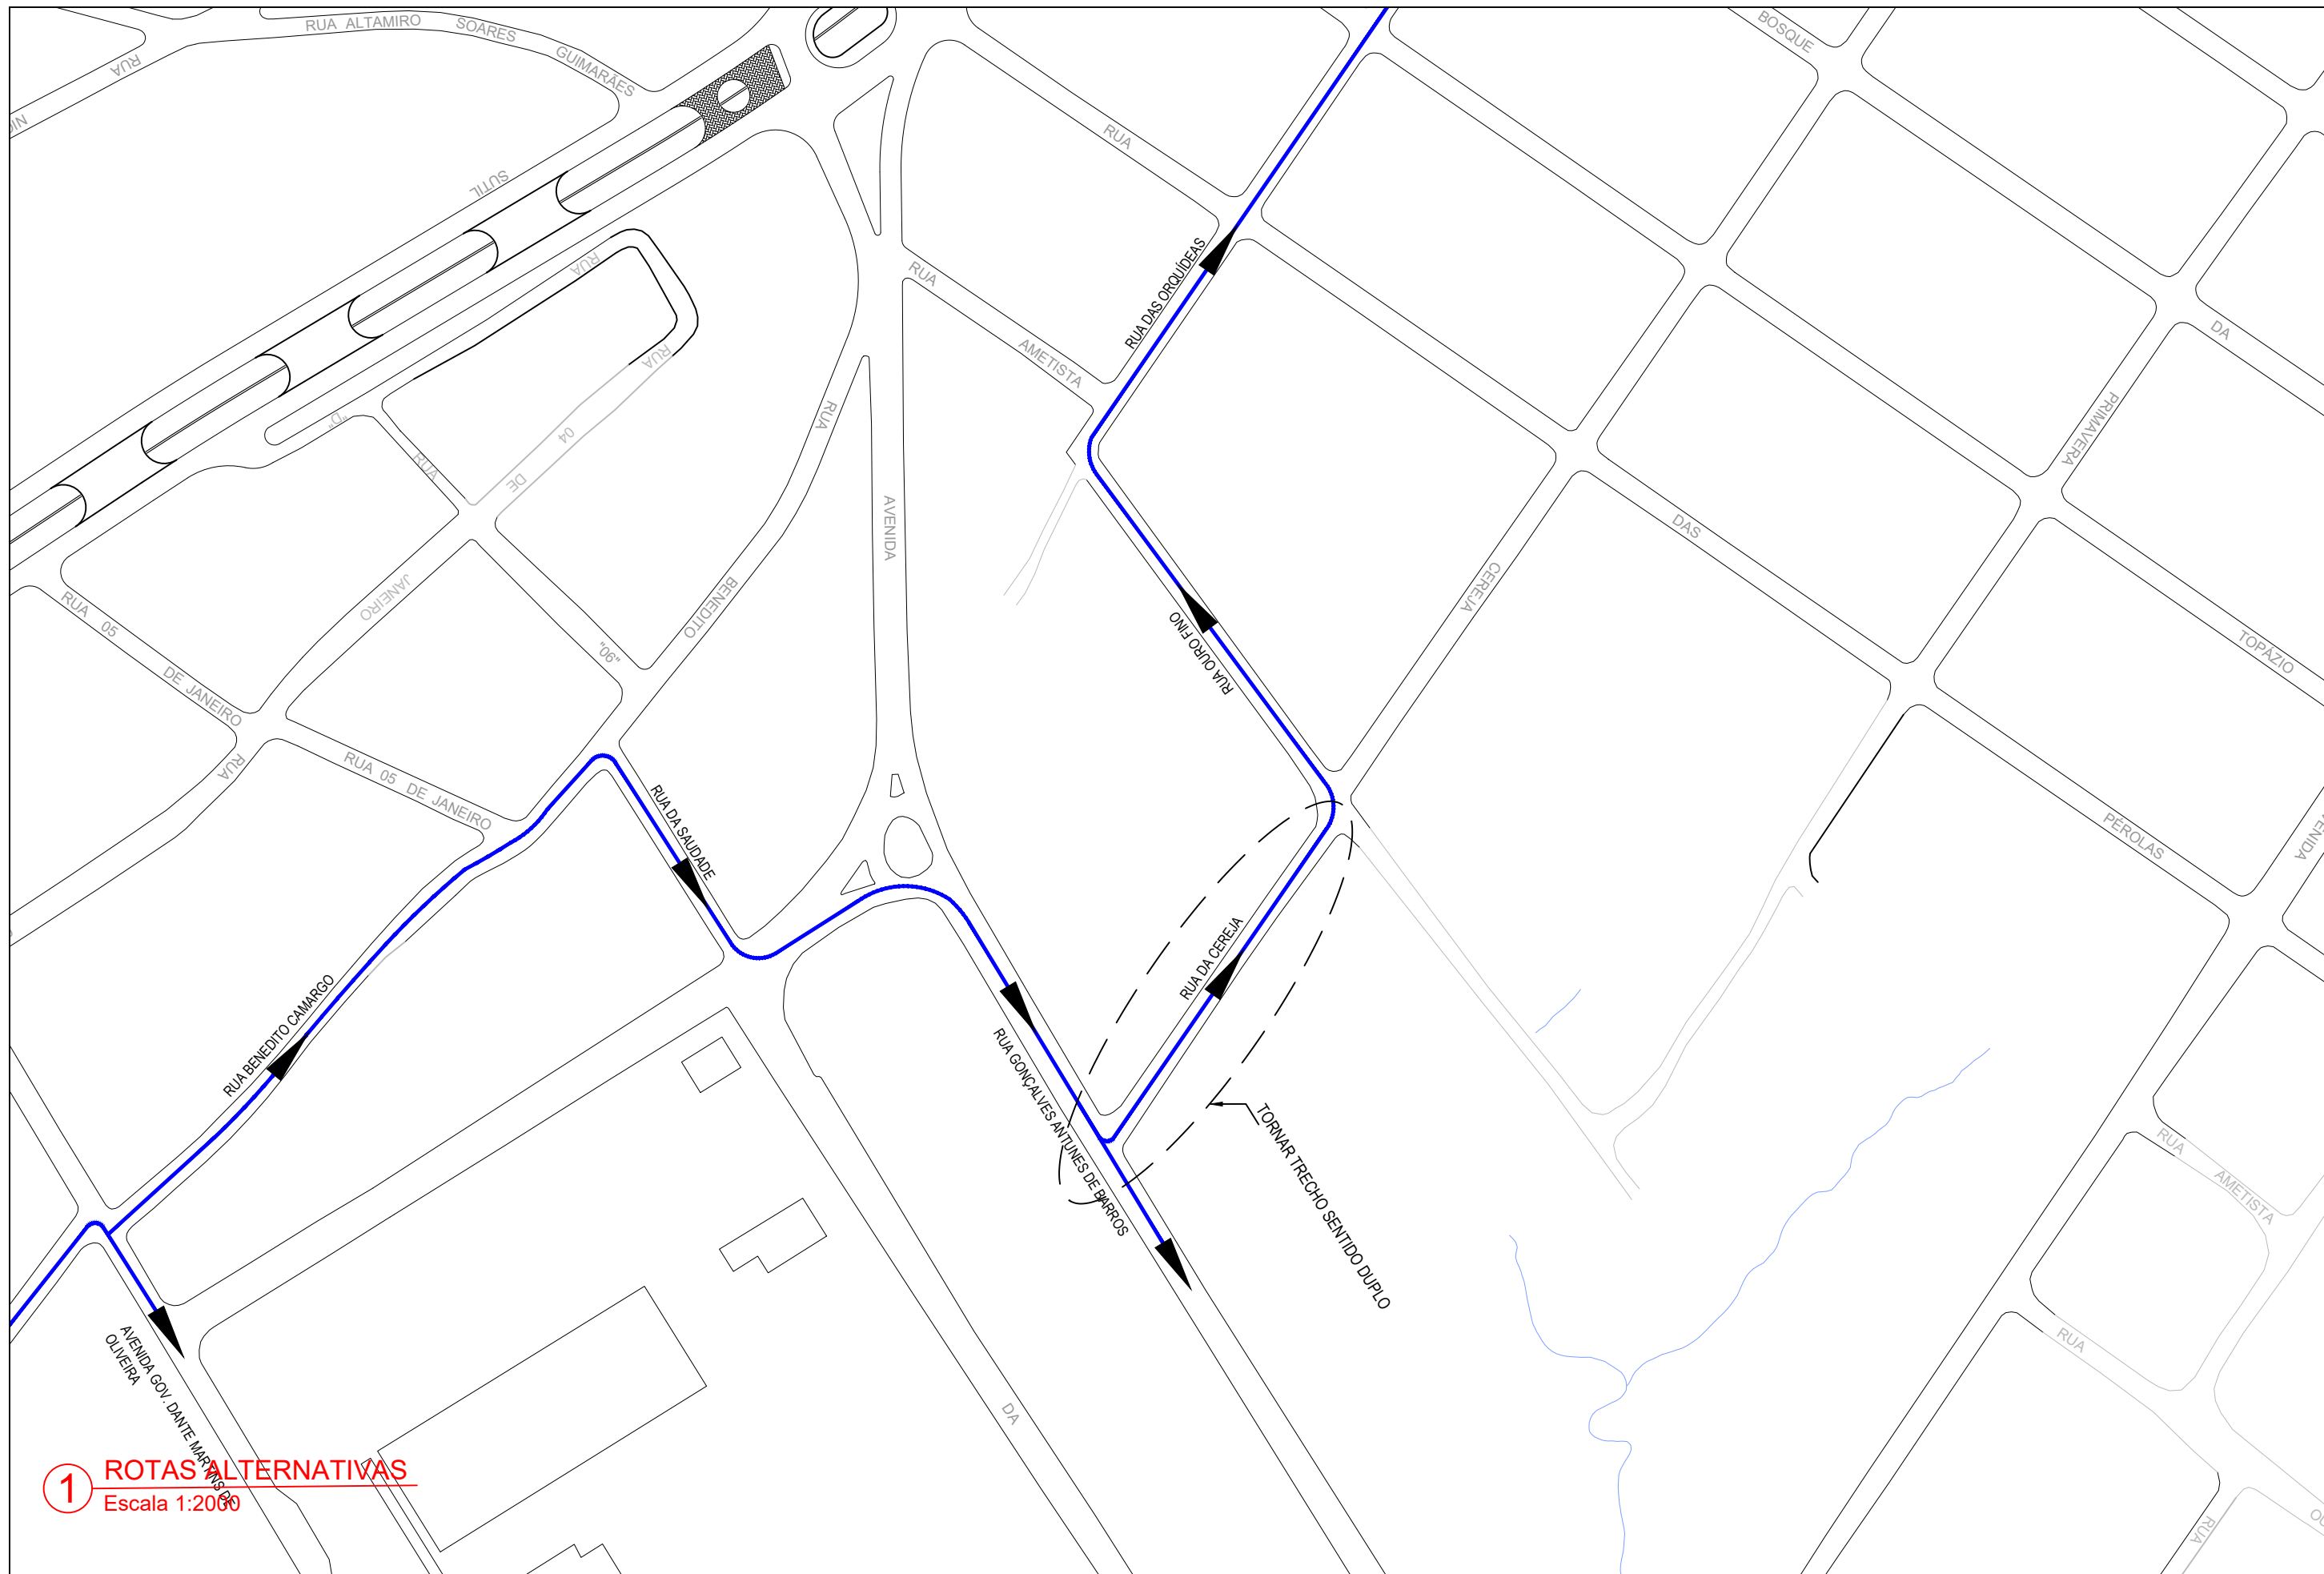 RUA ALTAMIRO SOARES GUIMARÃES
RUA
BOSQUE
SUTIL
RUA
RUA
RUA
AMETISTA
RUA DAS ORQUÍDEAS
DA
PRIMAVERA
RUA
04
DE
JANEIRO
"D"
RUA
RUA
BENEDITO
AVENIDA
RUA 05 DE JANEIRO
"90"
RUA
RUA 05 DE JANEIRO
RUA OURO FINO
CEREJA
DAS
PÉROLAS
TOPÁZIO
RUA DA SAUDADE
RUA BENEDITO CAMARGO
RUA DA CEREJA
RUA GONÇALVES ANTUNES DE BARROS
TORNAR TRECHO SENTIDO DUPLO
RUA
AMETISTA
RUA
RUA
DA
AVENIDA GOV. DANTE MARTINS DE
OLIVEIRA
1
ROTAS ALTERNATIVAS
Escala 1:2000